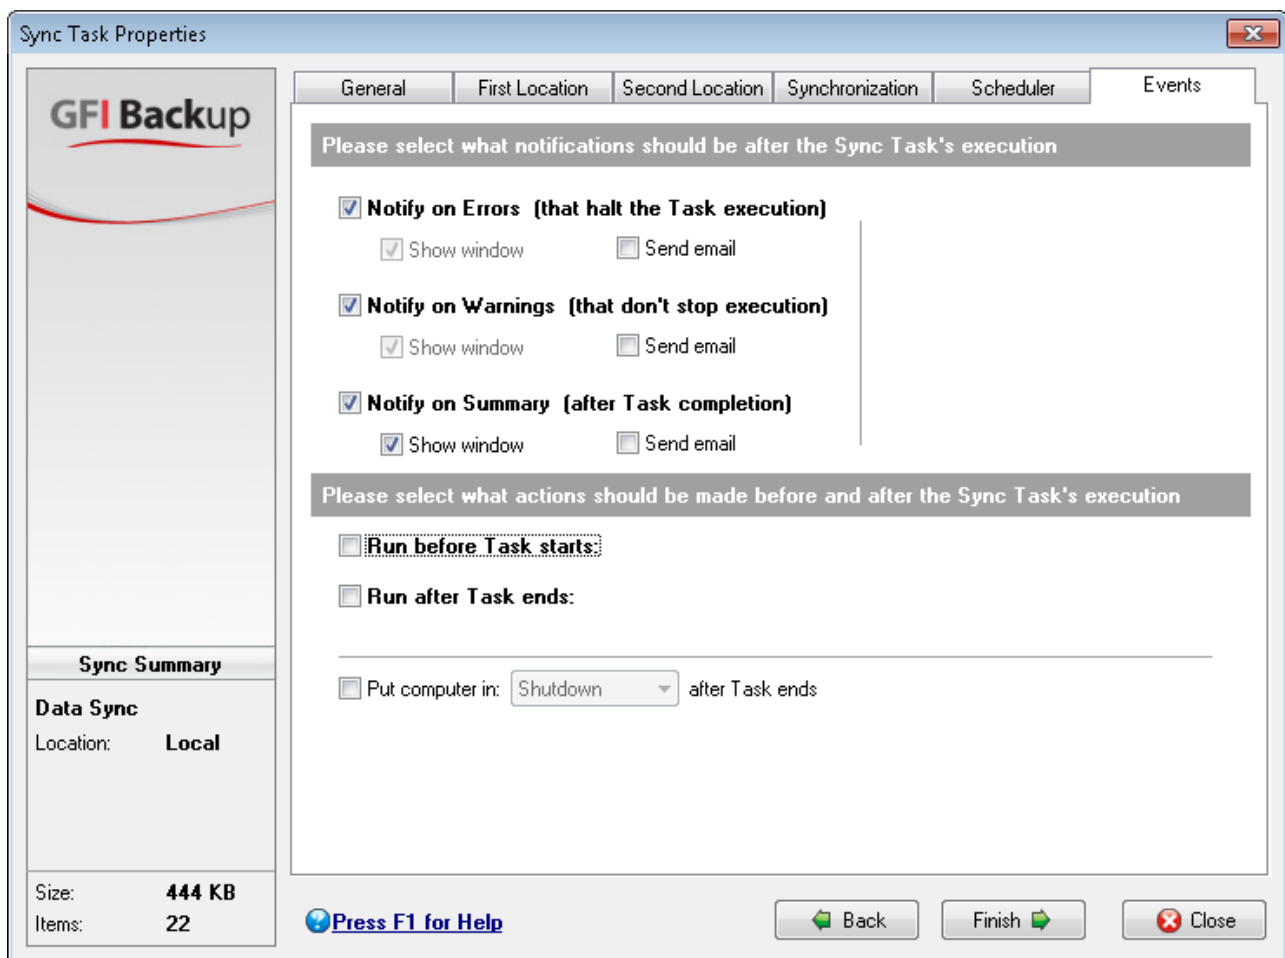 Sync Task Properties
GFI Backup
General First Location Second Location Synchronization Scheduler Events
Please select what notifications should be after the Sync Task's execution
Notify on Errors (that halt the Task execution)
Show window Send email
Notify on Warnings (that don't stop execution)
Show window Send email
Notify on Summary (after Task completion)
Show window Send email
Please select what actions should be made before and after the Sync Task's execution
Run before Task starts:
Run after Task ends:
Put computer in: Shutdown after Task ends
Sync Summary
Data Sync
Location: Local
Size: 444 KB
Items: 22
Press F1 for Help Back Finish Close